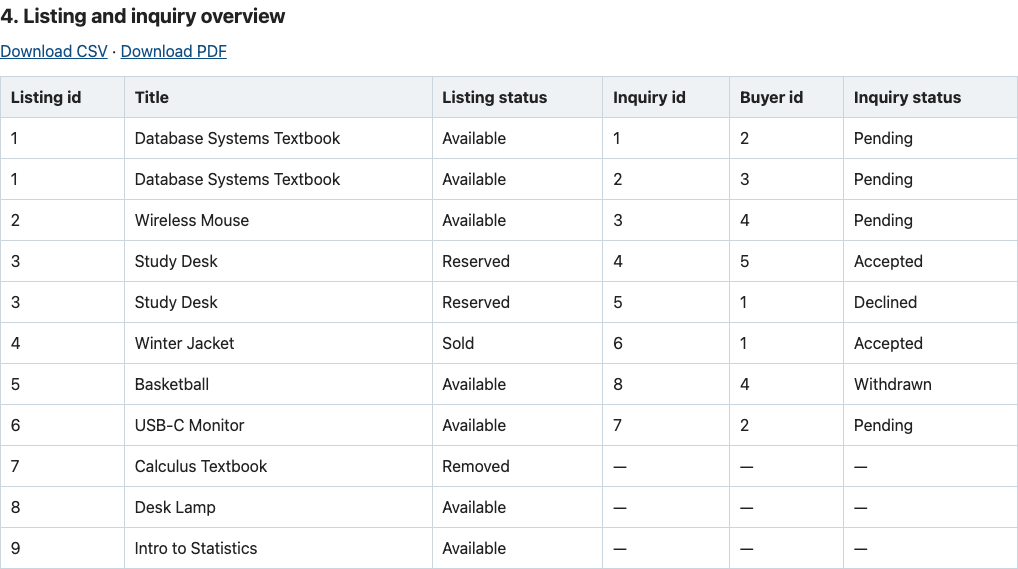 4. Listing and inquiry overview
Download CSV · Download PDF
Listing id Title Listing status Inquiry id Buyer id Inquiry status
1 Database Systems Textbook Available 1 2 Pending
1 Database Systems Textbook Available 2 3 Pending
2 Wireless Mouse Available 3 4 Pending
3 Study Desk Reserved 4 5 Accepted
3 Study Desk Reserved 5 1 Declined
4 Winter Jacket Sold 6 1 Accepted
5 Basketball Available 8 4 Withdrawn
6 USB-C Monitor Available 7 2 Pending
7 Calculus Textbook Removed — — —
8 Desk Lamp Available — — —
9 Intro to Statistics Available — — —